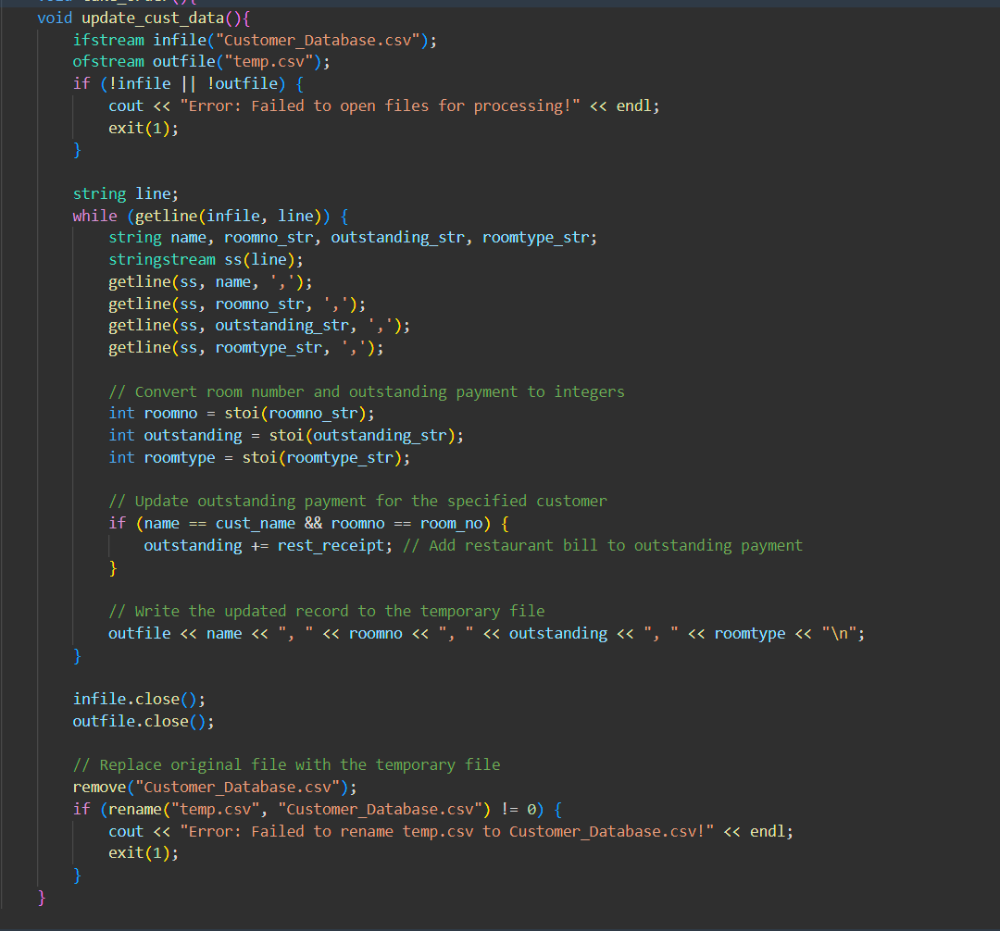 void update_cust_data(){
    ifstream infile("Customer_Database.csv");
    ofstream outfile("temp.csv");
    if (!infile || !outfile) {
        cout << "Error: Failed to open files for processing!" << endl;
        exit(1);
    }

    string line;
    while (getline(infile, line)) {
        string name, roomno_str, outstanding_str, roomtype_str;
        stringstream ss(line);
        getline(ss, name, ',');
        getline(ss, roomno_str, ',');
        getline(ss, outstanding_str, ',');
        getline(ss, roomtype_str, ',');

        // Convert room number and outstanding payment to integers
        int roomno = stoi(roomno_str);
        int outstanding = stoi(outstanding_str);
        int roomtype = stoi(roomtype_str);

        // Update outstanding payment for the specified customer
        if (name == cust_name && roomno == room_no) {
            outstanding += rest_receipt; // Add restaurant bill to outstanding payment
        }

        // Write the updated record to the temporary file
        outfile << name << ", " << roomno << ", " << outstanding << ", " << roomtype << "\n";
    }

    infile.close();
    outfile.close();

    // Replace original file with the temporary file
    remove("Customer_Database.csv");
    if (rename("temp.csv", "Customer_Database.csv") != 0) {
        cout << "Error: Failed to rename temp.csv to Customer_Database.csv!" << endl;
        exit(1);
    }
}